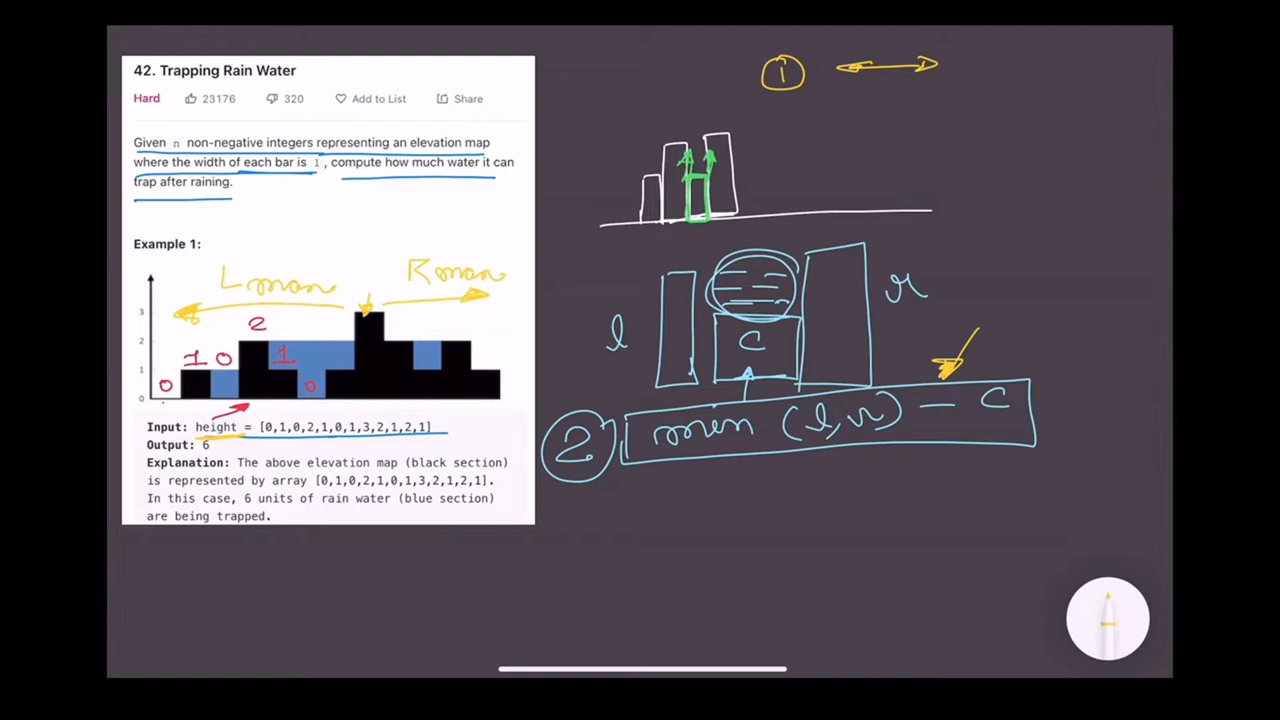 42. Trapping Rain Water
Hard 23176 320 Add to List Share
Given n non-negative integers representing an elevation map
where the width of each bar is 1 , compute how much water it can
trap after raining.
Example 1:
Lman Rman
3
2
1
0
2
1 0 1
0 0
Input: height = [0,1,0,2,1,0,1,3,2,1,2,1]
Output: 6
Explanation: The above elevation map (black section)
is represented by array [0,1,0,2,1,0,1,3,2,1,2,1].
In this case, 6 units of rain water (blue section)
are being trapped.
1
l c r
2 min (l,r) - c